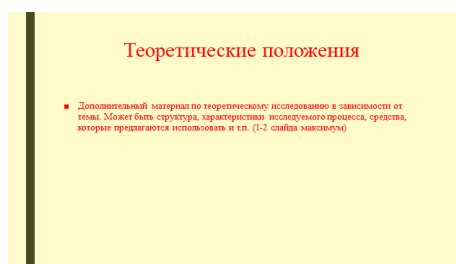 Теоретические положения
Дополнительный материал по теоретическому исследованию в зависимости от
темы. Может быть структура, характеристики исследуемого процесса, средства,
которые предлагаются использовать и т.п. (1-2 слайда максимум)